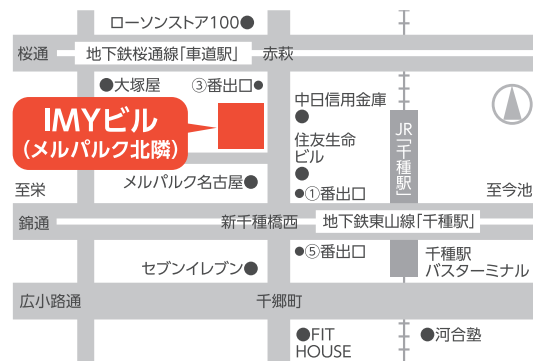 ローソンストア100
桜通
地下鉄桜通線「車道駅」
赤萩
大塚屋
③番出口
中日信用金庫
IMYビル
(メルパルク北隣)
住友生命
ビル
JR「千種駅」
メルパルク名古屋
至栄
①番出口
至今池
錦通
新千種橋西
地下鉄東山線「千種駅」
⑤番出口
千種駅
バスターミナル
セブンイレブン
広小路通
千郷町
FIT
HOUSE
河合塾